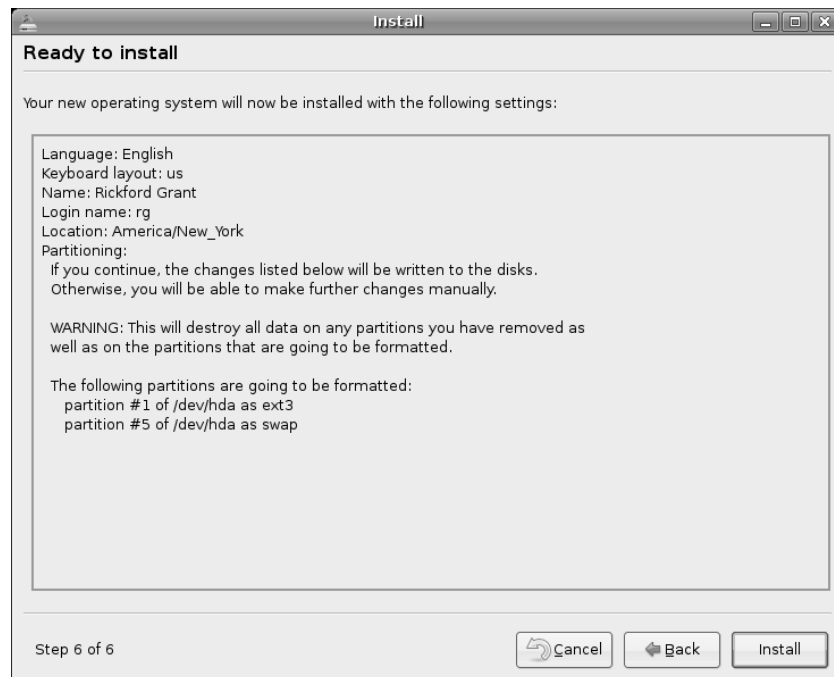 Install
Ready to install
Your new operating system will now be installed with the following settings:
Language: English
Keyboard layout: us
Name: Rickford Grant
Login name: rg
Location: America/New_York
Partitioning:
If you continue, the changes listed below will be written to the disks.
Otherwise, you will be able to make further changes manually.
WARNING: This will destroy all data on any partitions you have removed as
well as on the partitions that are going to be formatted.
The following partitions are going to be formatted:
partition #1 of /dev/hda as ext3
partition #5 of /dev/hda as swap
Step 6 of 6
Cancel
Back
Install